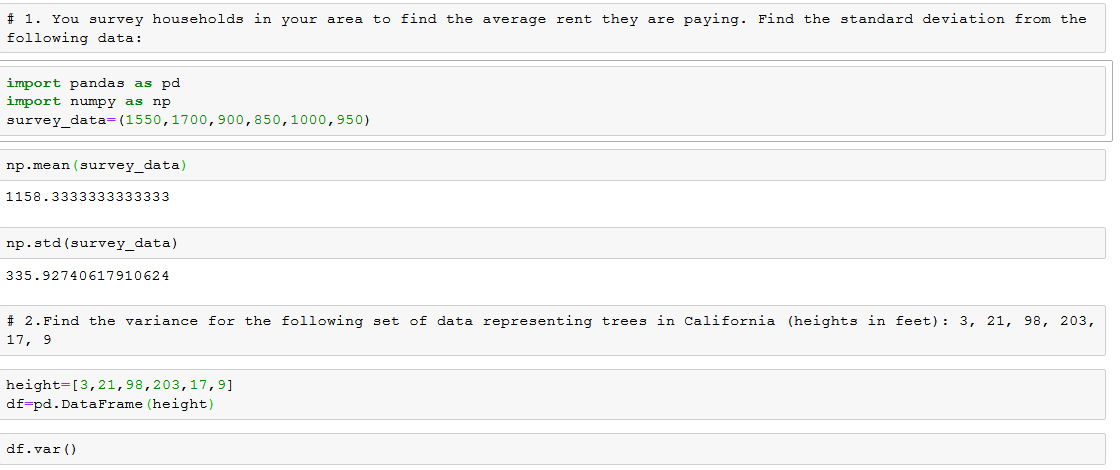 # 1. You survey households in your area to find the average rent they are paying. Find the standard deviation from the
following data:
import pandas as pd
import numpy as np
survey_data=(1550,1700,900,850,1000,950)
np.mean(survey_data)
1158.3333333333333
np.std(survey_data)
335.92740617910624
# 2.Find the variance for the following set of data representing trees in California (heights in feet): 3, 21, 98, 203,
17, 9
height=[3,21,98,203,17,9]
df=pd.DataFrame(height)
df.var()